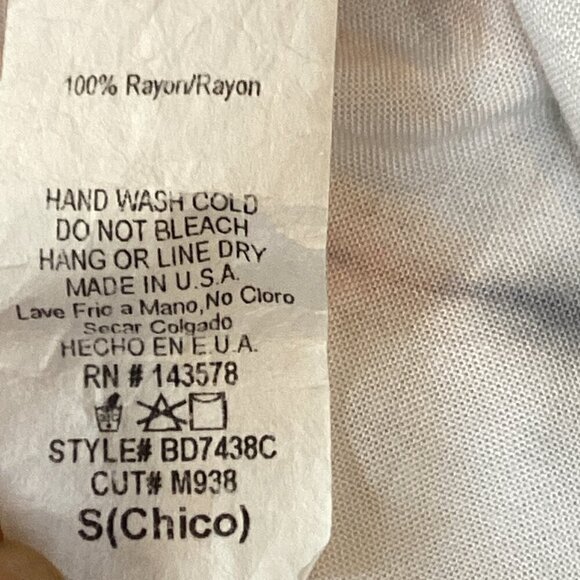 100% Rayon/Rayon
HAND WASH COLD
DO NOT BLEACH
HANG OR LINE DRY
MADE IN U.S.A.
Lave Frio a Mano,No Cloro
Secar Colgado
HECHO EN E.U.A.
RN # 143578
STYLE# BD7438C
CUT# M938
S(Chico)